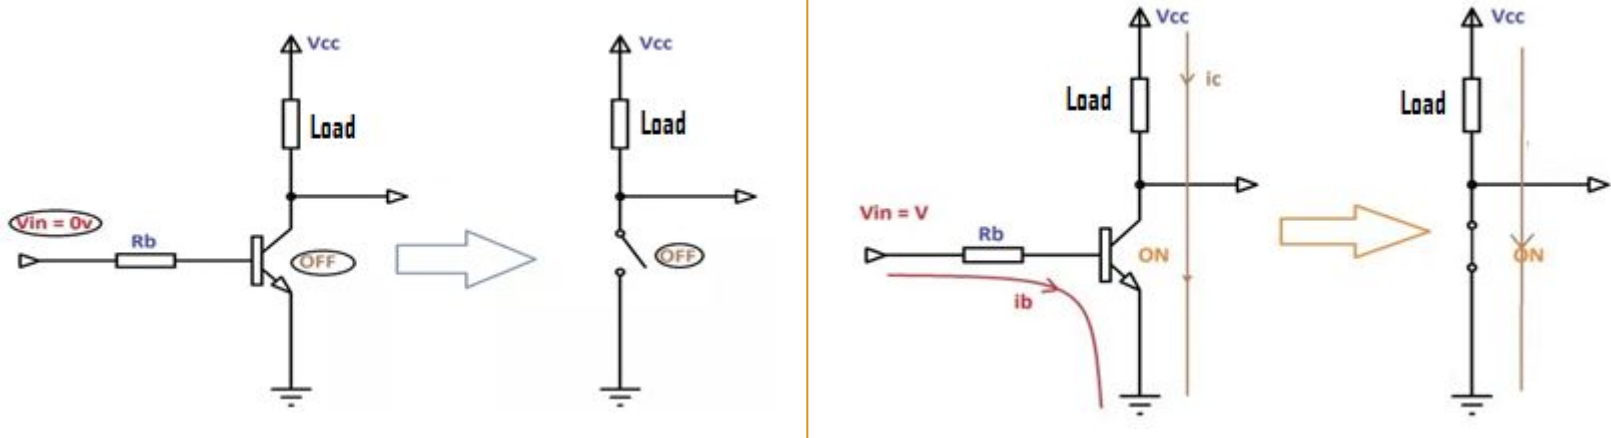 Vcc
Load
Vin = 0v
Rb
OFF
Vcc
Load
OFF
Vcc
ic
Load
Vin = V
Rb
ON
ib
Vcc
Load
ON